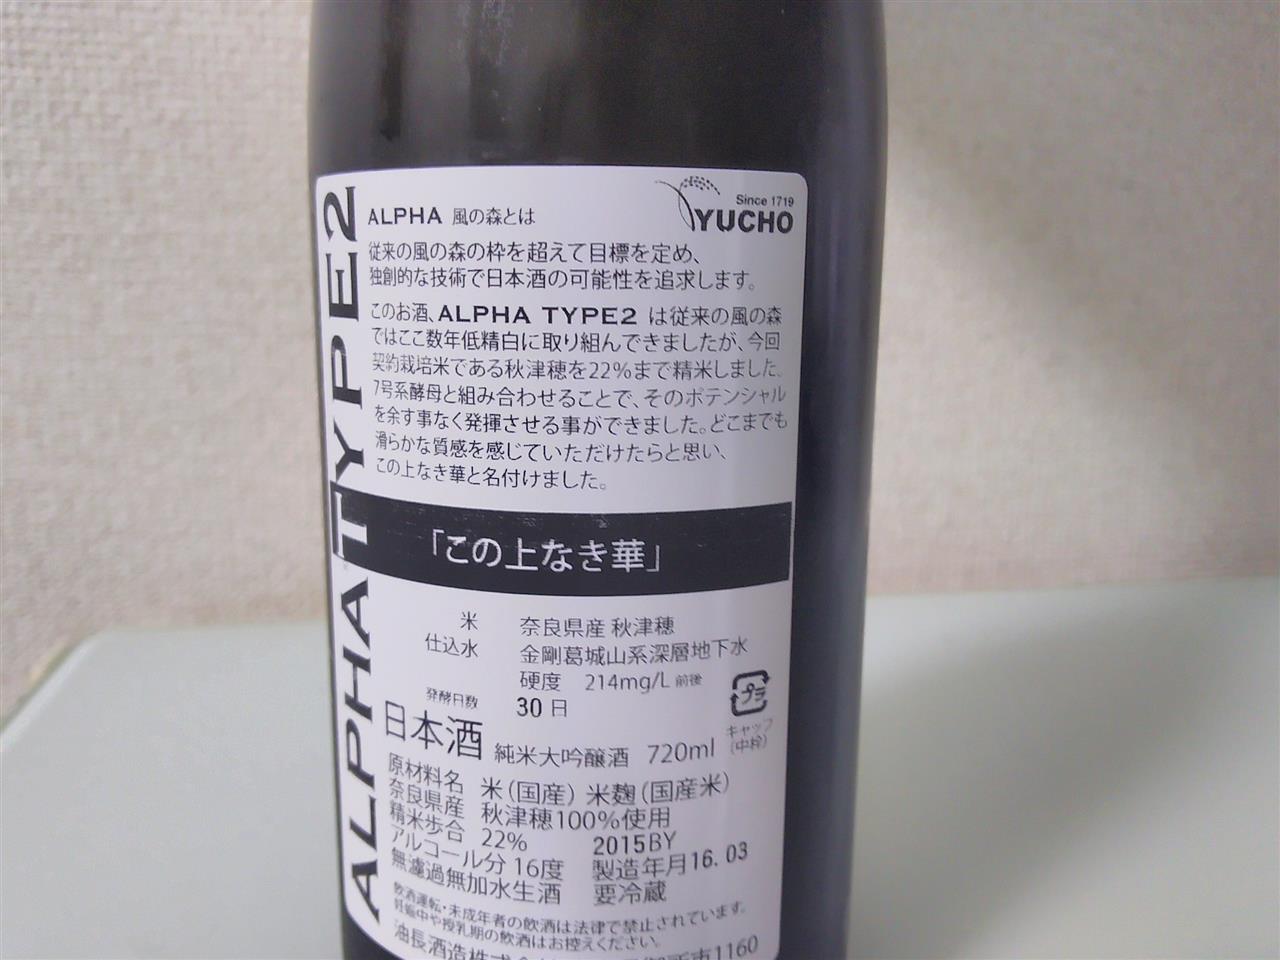 ALPHA TYPE2
Since 1719
YUCHO
ALPHA 風の森とは
従来の風の森の枠を超えて目標を定め、
独創的な技術で日本酒の可能性を追求します。
このお酒、ALPHA TYPE2 は従来の風の森
ではここ数年低精白に取り組んできましたが、今回
契約栽培米である秋津穂を22%まで精米しました。
7号系酵母と組み合わせることで、そのポテンシャル
を余す事なく発揮させる事ができました。どこまでも
滑らかな質感を感じていただけたらと思い、
この上なき華と名付けました。
「この上なき華」
米 奈良県産 秋津穂
仕込水 金剛葛城山系深層地下水
硬度 214mg/L 前後
発酵日数 30 日
プラ
キャップ
(中栓)
日本酒 純米大吟醸酒 720ml
原材料名 米(国産) 米麹(国産米)
奈良県産 秋津穂100%使用
精米歩合 22% 2015BY
アルコール分 16度 製造年月16.03
無濾過無加水生酒 要冷蔵
飲酒運転・未成年者の飲酒は法律で禁止されています。
妊娠中や授乳期の飲酒はお控えください。
油長酒造株式会 御所市1160